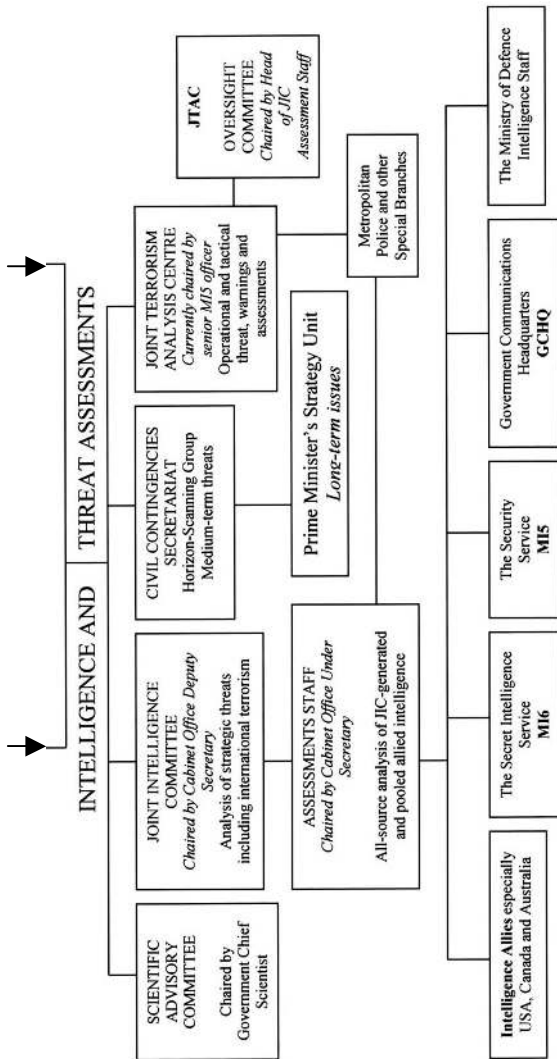 INTELLIGENCE AND THREAT ASSESSMENTS
SCIENTIFIC
ADVISORY
COMMITTEE
Chaired by
Government Chief
Scientist
JOINT INTELLIGENCE
COMMITTEE
Chaired by Cabinet Office Deputy
Secretary
Analysis of strategic threats
including international terrorism
CIVIL CONTINGENCIES
SECRETARIAT
Horizon-Scanning Group
Medium-term threats
JOINT TERRORISM
ANALYSIS CENTRE
Currently chaired by
senior MI5 officer
Operational and tactical
threat, warnings and
assessments
JTAC
OVERSIGHT
COMMITTEE
Chaired by Head
of JIC
Assessment Staff
ASSESSMENTS STAFF
Chaired by Cabinet Office Under
Secretary
All-source analysis of JIC-generated
and pooled allied intelligence
Prime Minister's Strategy Unit
Long-term issues
Metropolitan
Police and other
Special Branches
Intelligence Allies especially
USA, Canada and Australia
The Secret Intelligence
Service
MI6
The Security
Service
MI5
Government Communications
Headquarters
GCHQ
The Ministry of Defence
Intelligence Staff